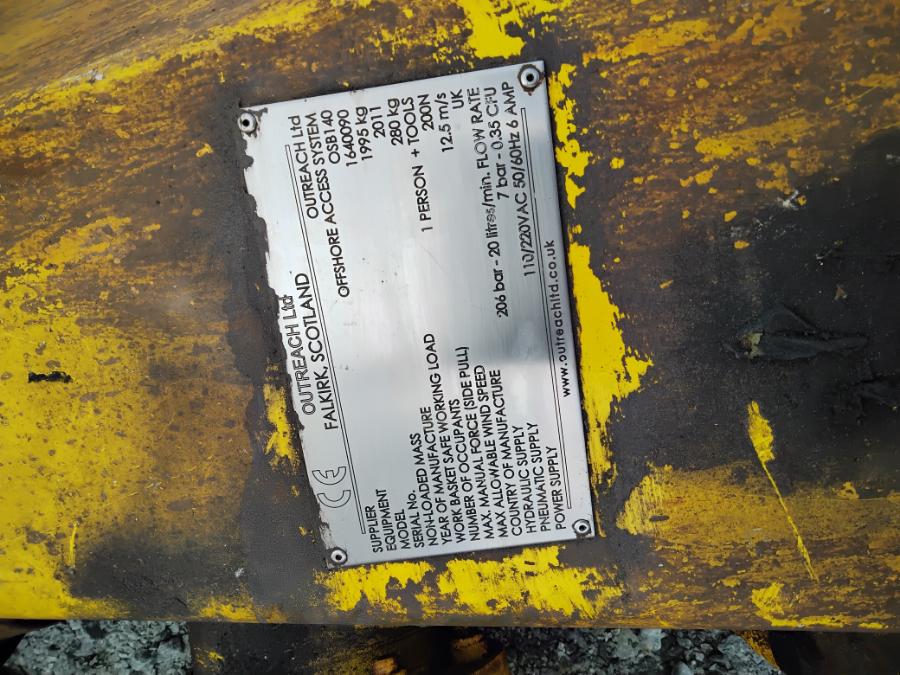 OUTREACH Ltd
CE FALKIRK, SCOTLAND
SUPPLIER OUTREACH Ltd
EQUIPMENT OFFSHORE ACCESS SYSTEM
MODEL OSB140
SERIAL No. 1640090
NON-LOADED MASS 1995 kg
YEAR OF MANUFACTURE 2011
WORK BASKET SAFE WORKING LOAD 280 kg
NUMBER OF OCCUPANTS 1 PERSON + TOOLS
MAX. MANUAL FORCE (SIDE PULL) 200N
MAX ALLOWABLE WIND SPEED 12.5 m/s
COUNTRY OF MANUFACTURE UK
HYDRAULIC SUPPLY 206 bar - 20 litres/min. FLOW RATE
PNEUMATIC SUPPLY 7 bar - 0.35 CFU
POWER SUPPLY 110/220VAC 50/60Hz 6 AMP
www.outreachltd.co.uk